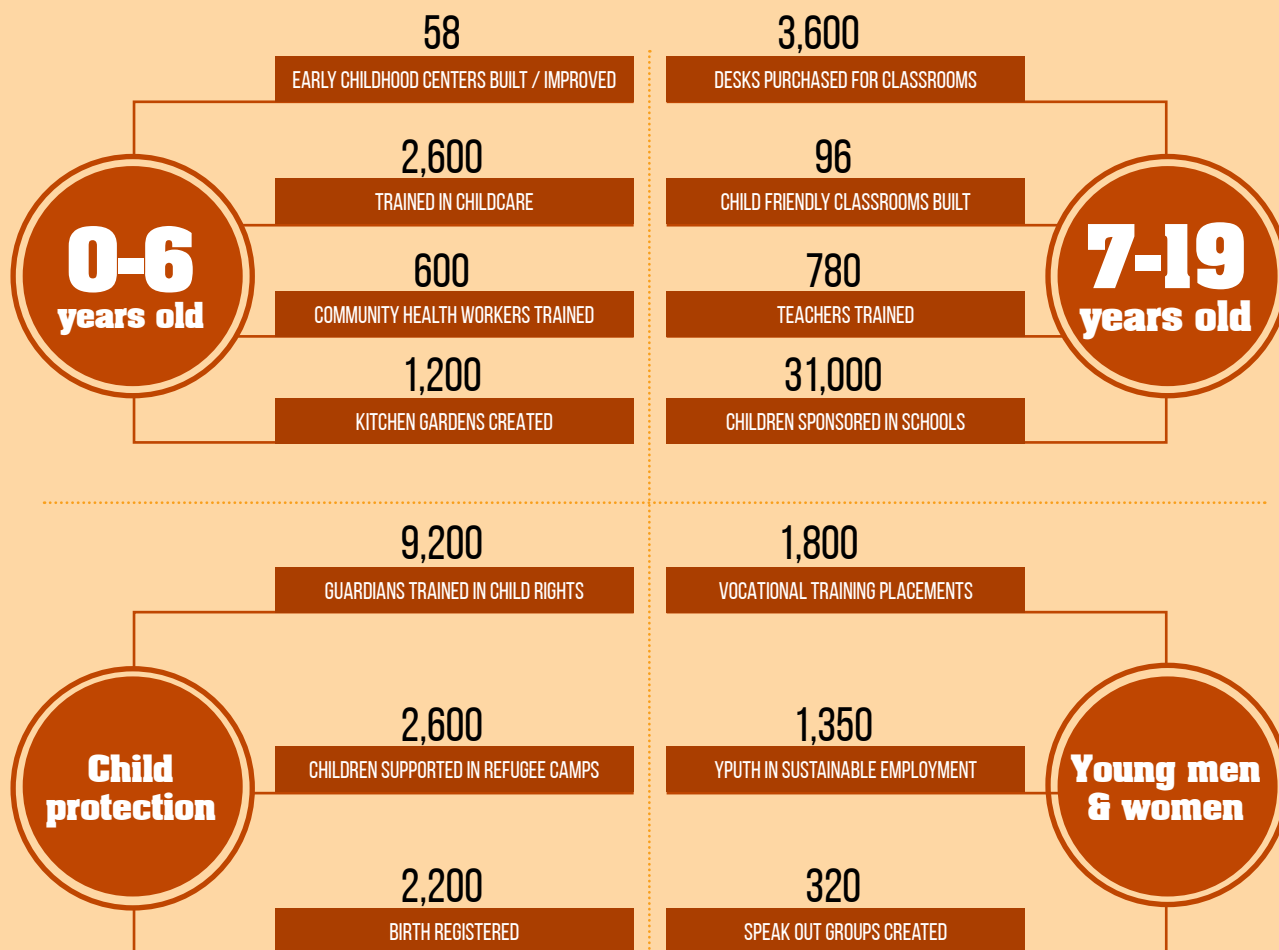 58
EARLY CHILDHOOD CENTERS BUILT / IMPROVED
2,600
TRAINED IN CHILDCARE
600
COMMUNITY HEALTH WORKERS TRAINED
1,200
KITCHEN GARDENS CREATED
0-6
years old
3,600
DESKS PURCHASED FOR CLASSROOMS
96
CHILD FRIENDLY CLASSROOMS BUILT
780
TEACHERS TRAINED
31,000
CHILDREN SPONSORED IN SCHOOLS
7-19
years old
9,200
GUARDIANS TRAINED IN CHILD RIGHTS
2,600
CHILDREN SUPPORTED IN REFUGEE CAMPS
2,200
BIRTH REGISTERED
Child
protection
1,800
VOCATIONAL TRAINING PLACEMENTS
1,350
YPUTH IN SUSTAINABLE EMPLOYMENT
320
SPEAK OUT GROUPS CREATED
Young men
& women